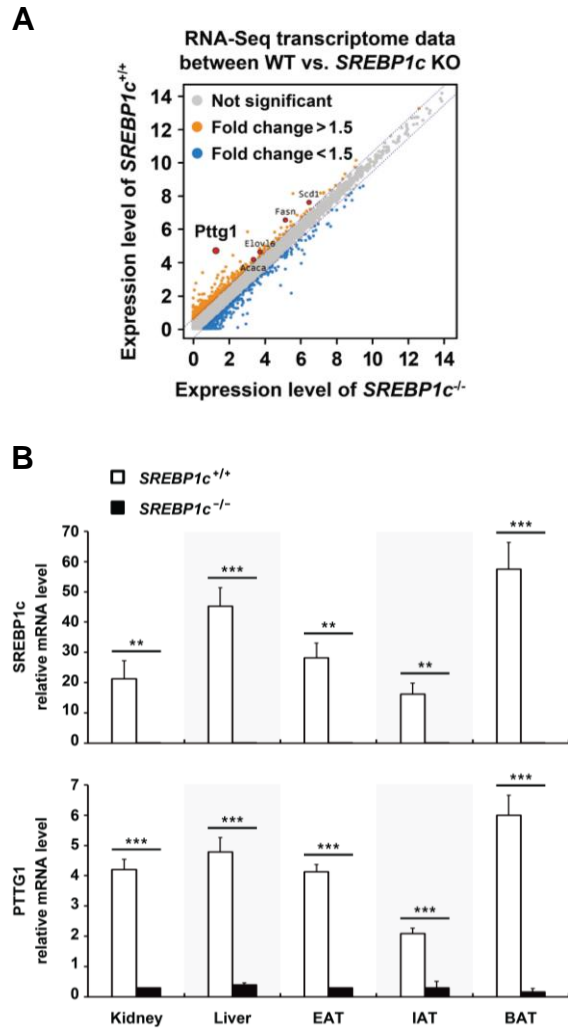 A
RNA-Seq transcriptome data
between WT vs. SREBP1c KO
Expression level of SREBP1c+/+
14
12
10
8
6
4
2
0
Not significant
Fold change > 1.5
Fold change < 1.5
Scd1
Fasn
Pttg1
Elovl6
Acaca
0 2 4 6 8 10 12 14
Expression level of SREBP1c-/-
B
SREBP1c+/+
SREBP1c−/−
SREBP1c
relative mRNA level
70
60
50
40
30
20
10
0
**
***
**
**
***
PTTG1
relative mRNA level
7
6
5
4
3
2
1
0
***
***
***
***
***
Kidney Liver EAT IAT BAT